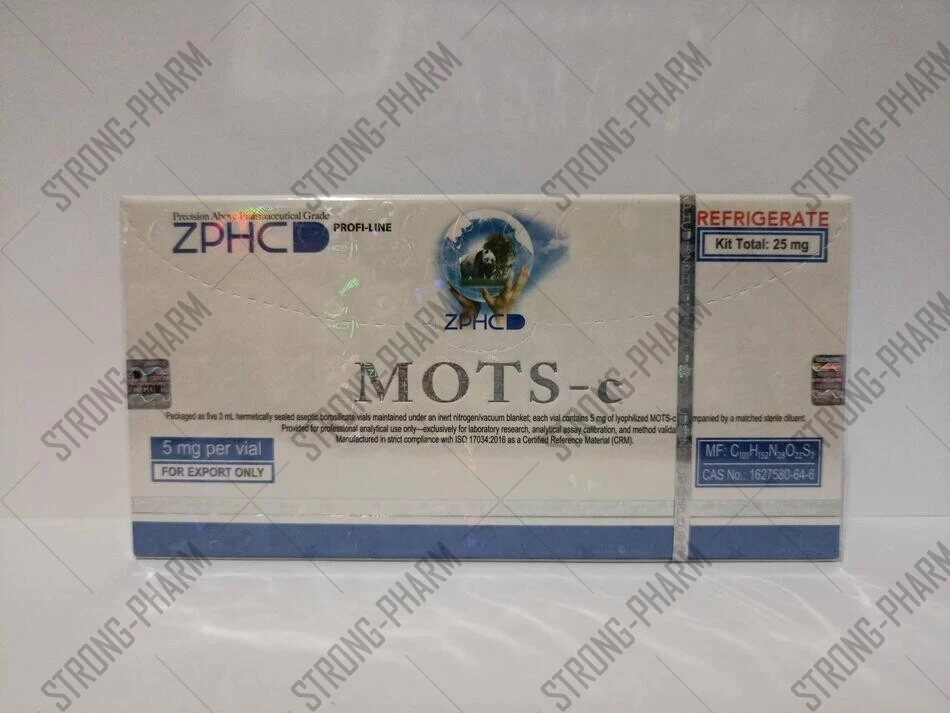 Precision Above Pharmaceutical Grade
ZPHC PROFI-LINE
REFRIGERATE
Kit Total: 25 mg
ZPHC
MOTS-c
Packaged as five 3 mL hermetically sealed aseptic borosilicate vials maintained under an inert nitrogen/vacuum blanket; each vial contains 5 mg of lyophilized MOTS-c panied by a matched sterile diluent.
Provided for professional analytical use only—exclusively for laboratory research, analytical assay calibration, and method valida
Manufactured in strict compliance with ISO 17034:2016 as a Certified Reference Material (CRM).
5 mg per vial
FOR EXPORT ONLY
MF: C₁₀₁H₁₅₂N₂₈O₂₂S₂
CAS No.: 1627580-64-6
STRONG-PHARM